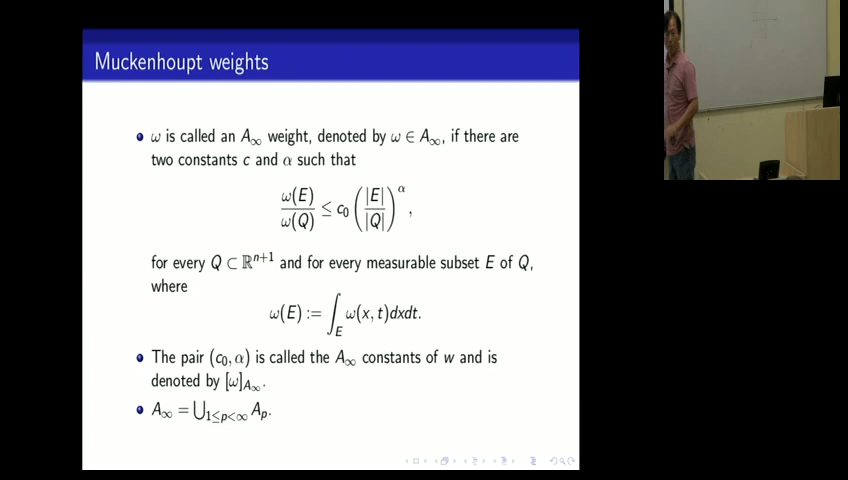 Muckenhoupt weights
ω is called an A∞ weight, denoted by ω ∈ A∞, if there are
two constants c and α such that
ω(E)/ω(Q) ≤ c₀ (|E|/|Q|)^α,
for every Q ⊂ ℝⁿ⁺¹ and for every measurable subset E of Q,
where
ω(E) := ∫_E ω(x, t)dxdt.
The pair (c₀, α) is called the A∞ constants of w and is
denoted by [ω]_A∞.
A∞ = ⋃_{1≤p<∞} A_p.